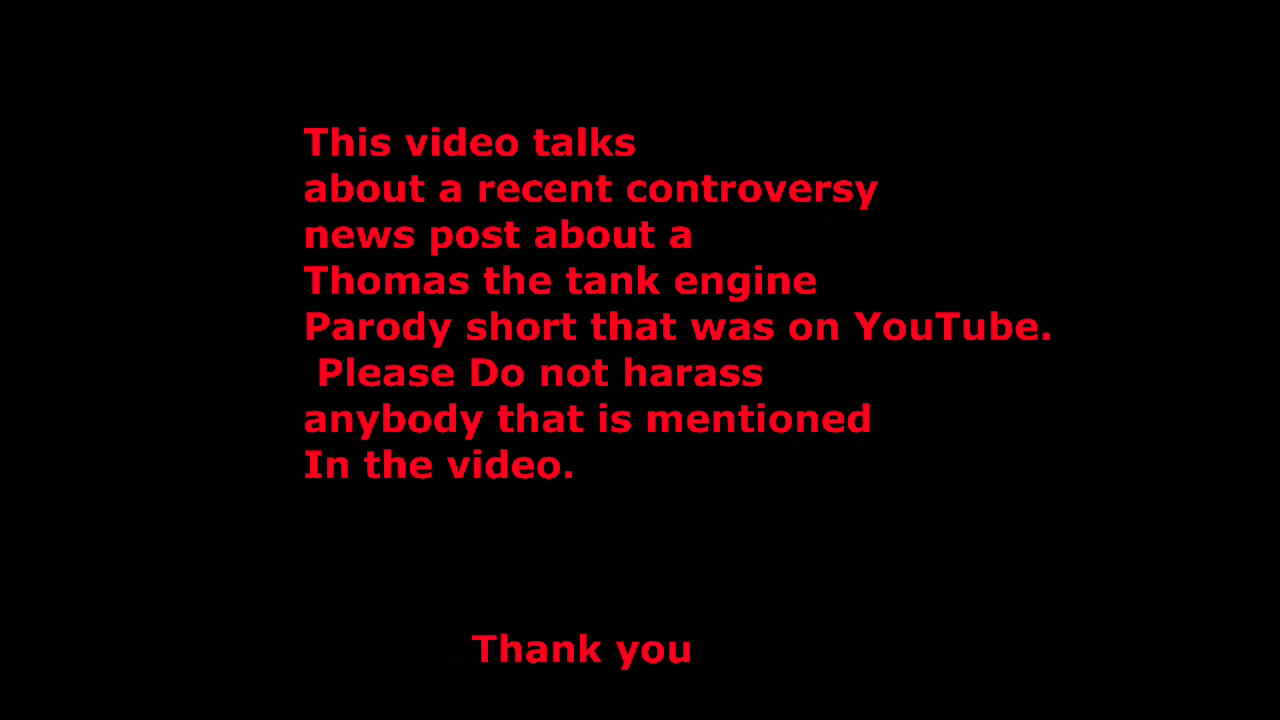 This video talks
about a recent controversy
news post about a
Thomas the tank engine
Parody short that was on YouTube.
Please Do not harass
anybody that is mentioned
In the video.
Thank you